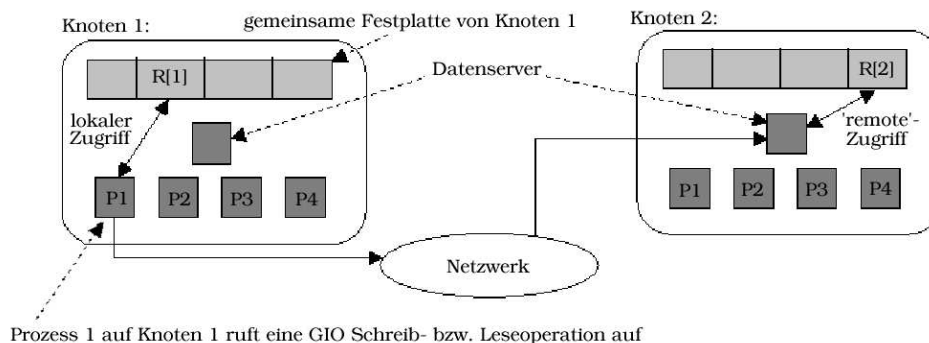 Knoten 1:
gemeinsame Festplatte von Knoten 1
Knoten 2:
R[1]
R[2]
Datenserver
lokaler
Zugriff
'remote'-
Zugriff
P1 P2 P3 P4
P1 P2 P3 P4
Netzwerk
Prozess 1 auf Knoten 1 ruft eine GIO Schreib- bzw. Leseoperation auf